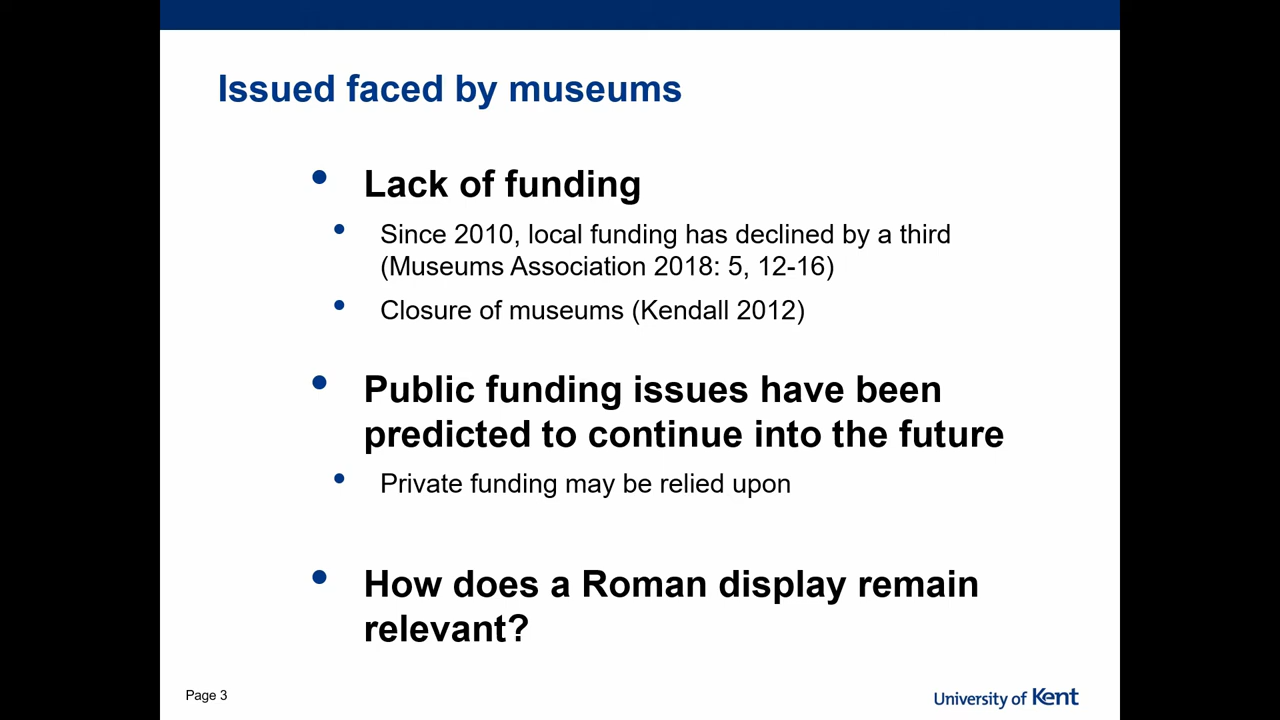 Issued faced by museums
• Lack of funding
• Since 2010, local funding has declined by a third
(Museums Association 2018: 5, 12-16)
• Closure of museums (Kendall 2012)
• Public funding issues have been
predicted to continue into the future
• Private funding may be relied upon
• How does a Roman display remain
relevant?
Page 3
University of Kent